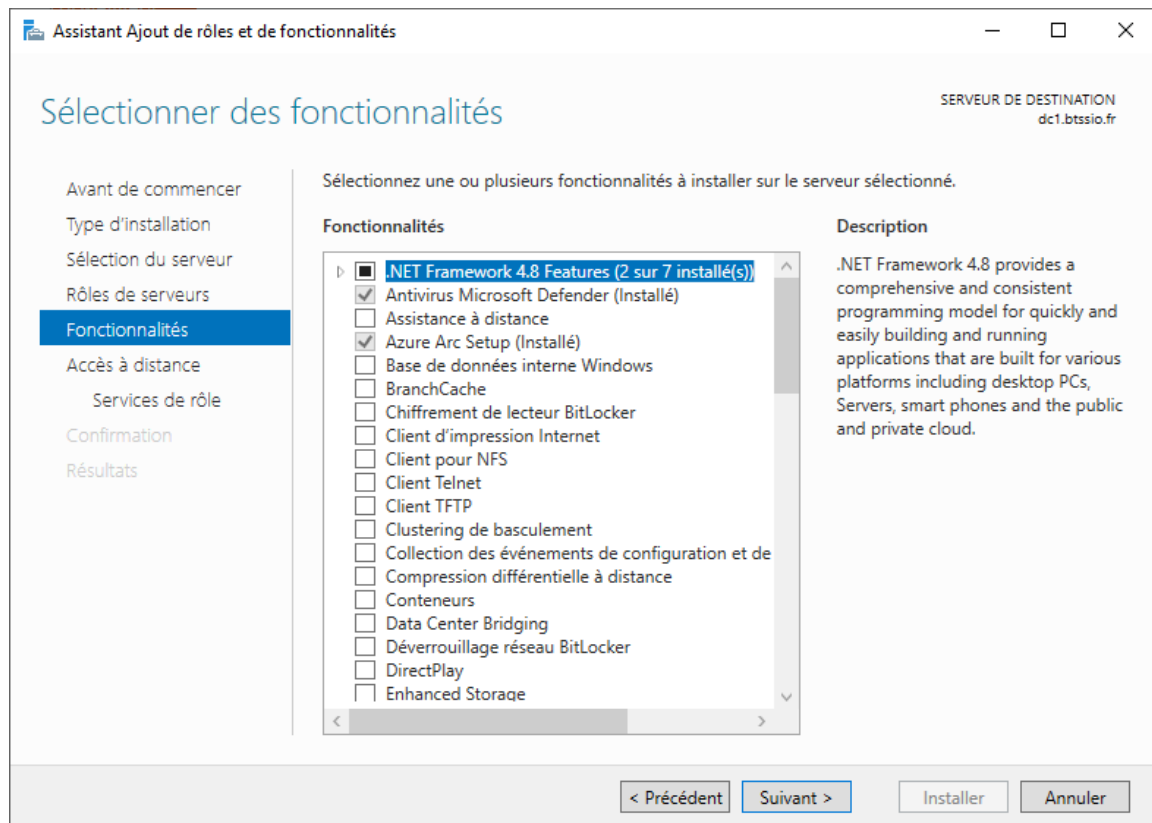 Assistant Ajout de rôles et de fonctionnalités
Sélectionner des fonctionnalités
SERVEUR DE DESTINATION
dc1.btssio.fr
Avant de commencer
Type d'installation
Sélection du serveur
Rôles de serveurs
Fonctionnalités
Accès à distance
Services de rôle
Confirmation
Résultats
Sélectionnez une ou plusieurs fonctionnalités à installer sur le serveur sélectionné.
Fonctionnalités
.NET Framework 4.8 Features (2 sur 7 installé(s))
Antivirus Microsoft Defender (Installé)
Assistance à distance
Azure Arc Setup (Installé)
Base de données interne Windows
BranchCache
Chiffrement de lecteur BitLocker
Client d'impression Internet
Client pour NFS
Client Telnet
Client TFTP
Clustering de basculement
Collection des événements de configuration et de
Compression différentielle à distance
Conteneurs
Data Center Bridging
Déverrouillage réseau BitLocker
DirectPlay
Enhanced Storage
Description
.NET Framework 4.8 provides a
comprehensive and consistent
programming model for quickly and
easily building and running
applications that are built for various
platforms including desktop PCs,
Servers, smart phones and the public
and private cloud.
< Précédent
Suivant >
Installer
Annuler